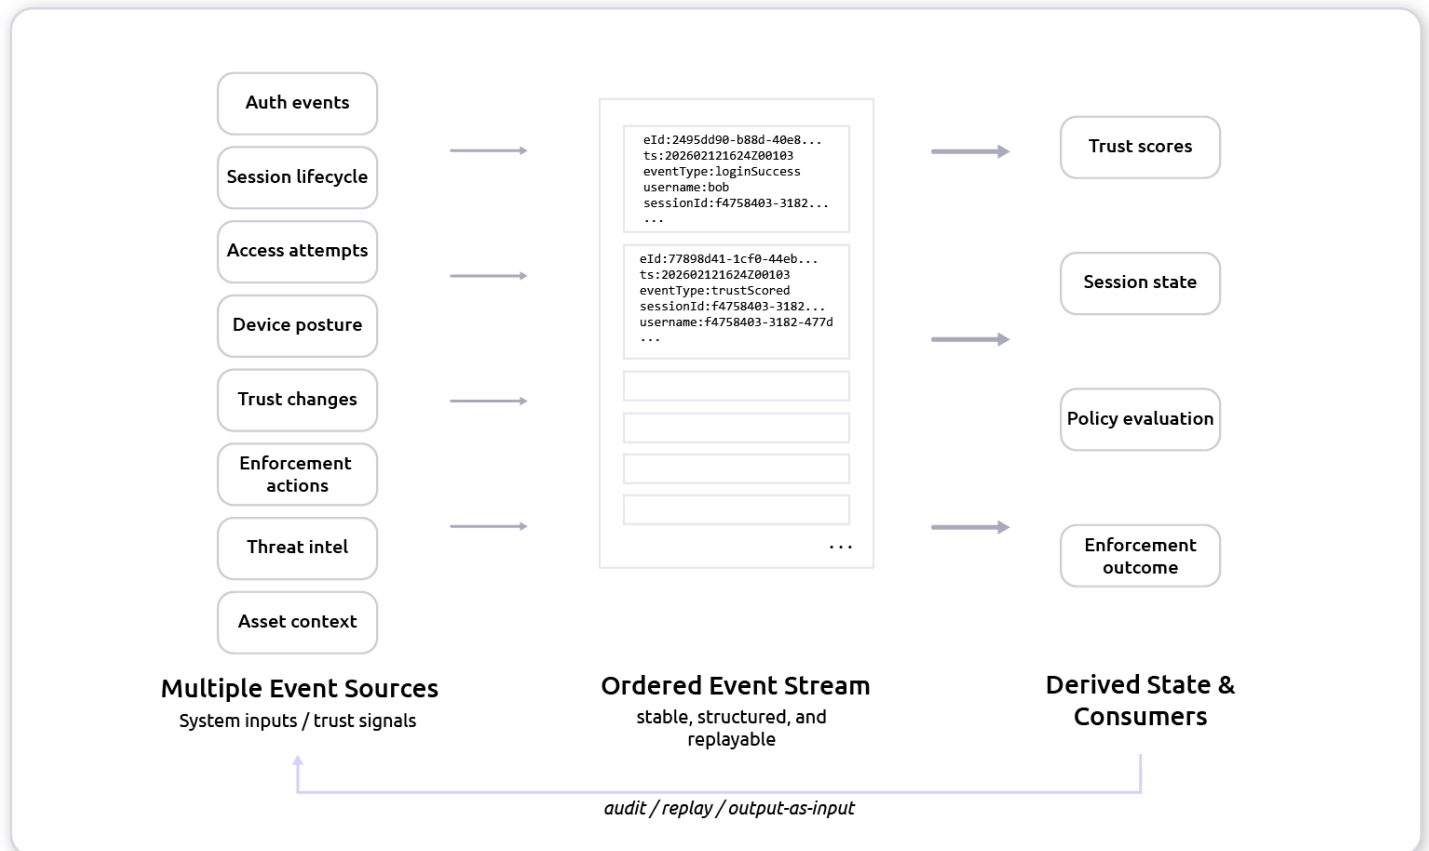 Auth events
Session lifecycle
Access attempts
Device posture
Trust changes
Enforcement
actions
Threat intel
Asset context
Multiple Event Sources
System inputs / trust signals
eId:2495dd90-b88d-40e8...
ts:202602121624Z00103
eventType:loginSuccess
username:bob
sessionId:f4758403-3182...
...
eId:77898d41-1cf0-44eb...
ts:202602121624Z00103
eventType:trustScored
sessionId:f4758403-3182...
username:f4758403-3182-477d
...
...
Ordered Event Stream
stable, structured, and
replayable
Trust scores
Session state
Policy evaluation
Enforcement
outcome
Derived State &
Consumers
audit / replay / output-as-input